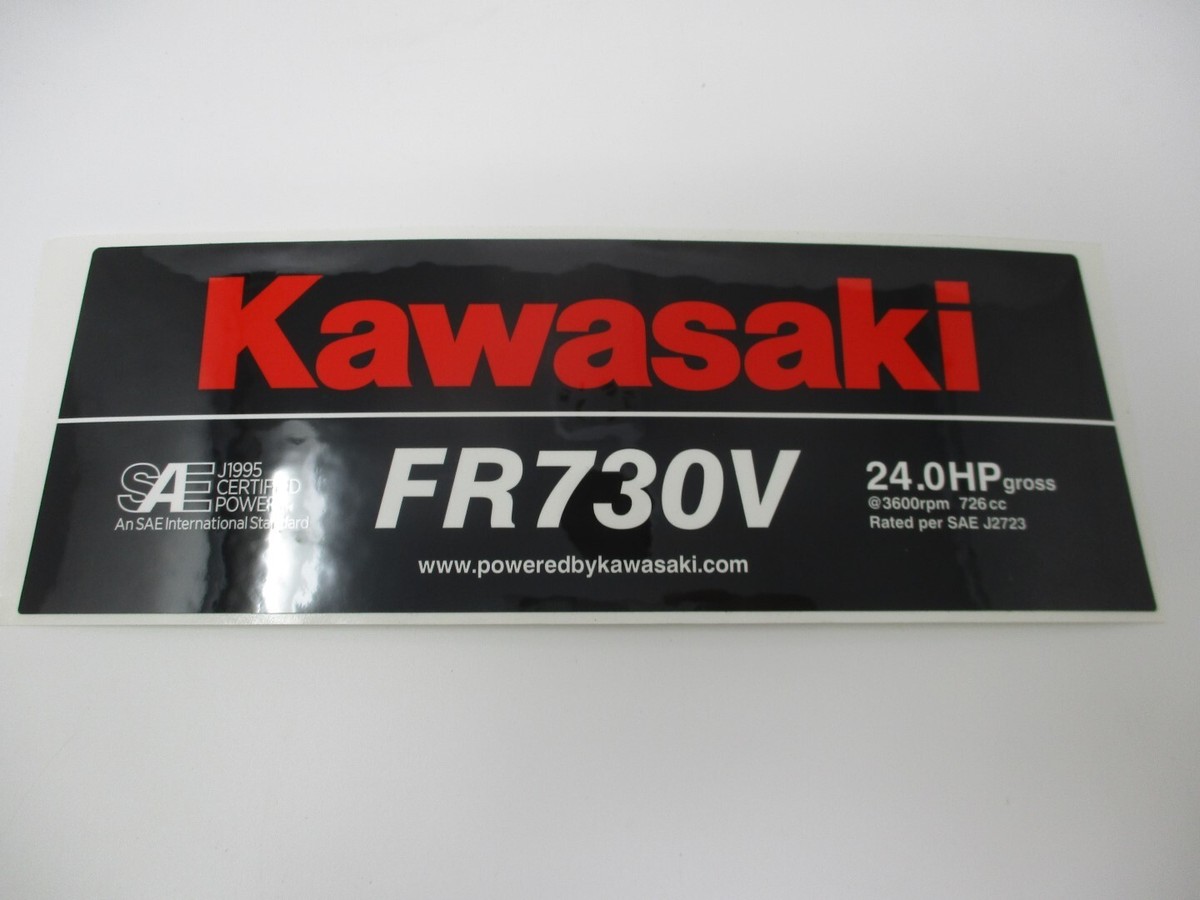 Kawasaki
SAE J1995
CERTIFIED
POWER
An SAE International Standard
FR730V
www.poweredbykawasaki.com
24.0HP gross
@3600rpm 726cc
Rated per SAE J2723